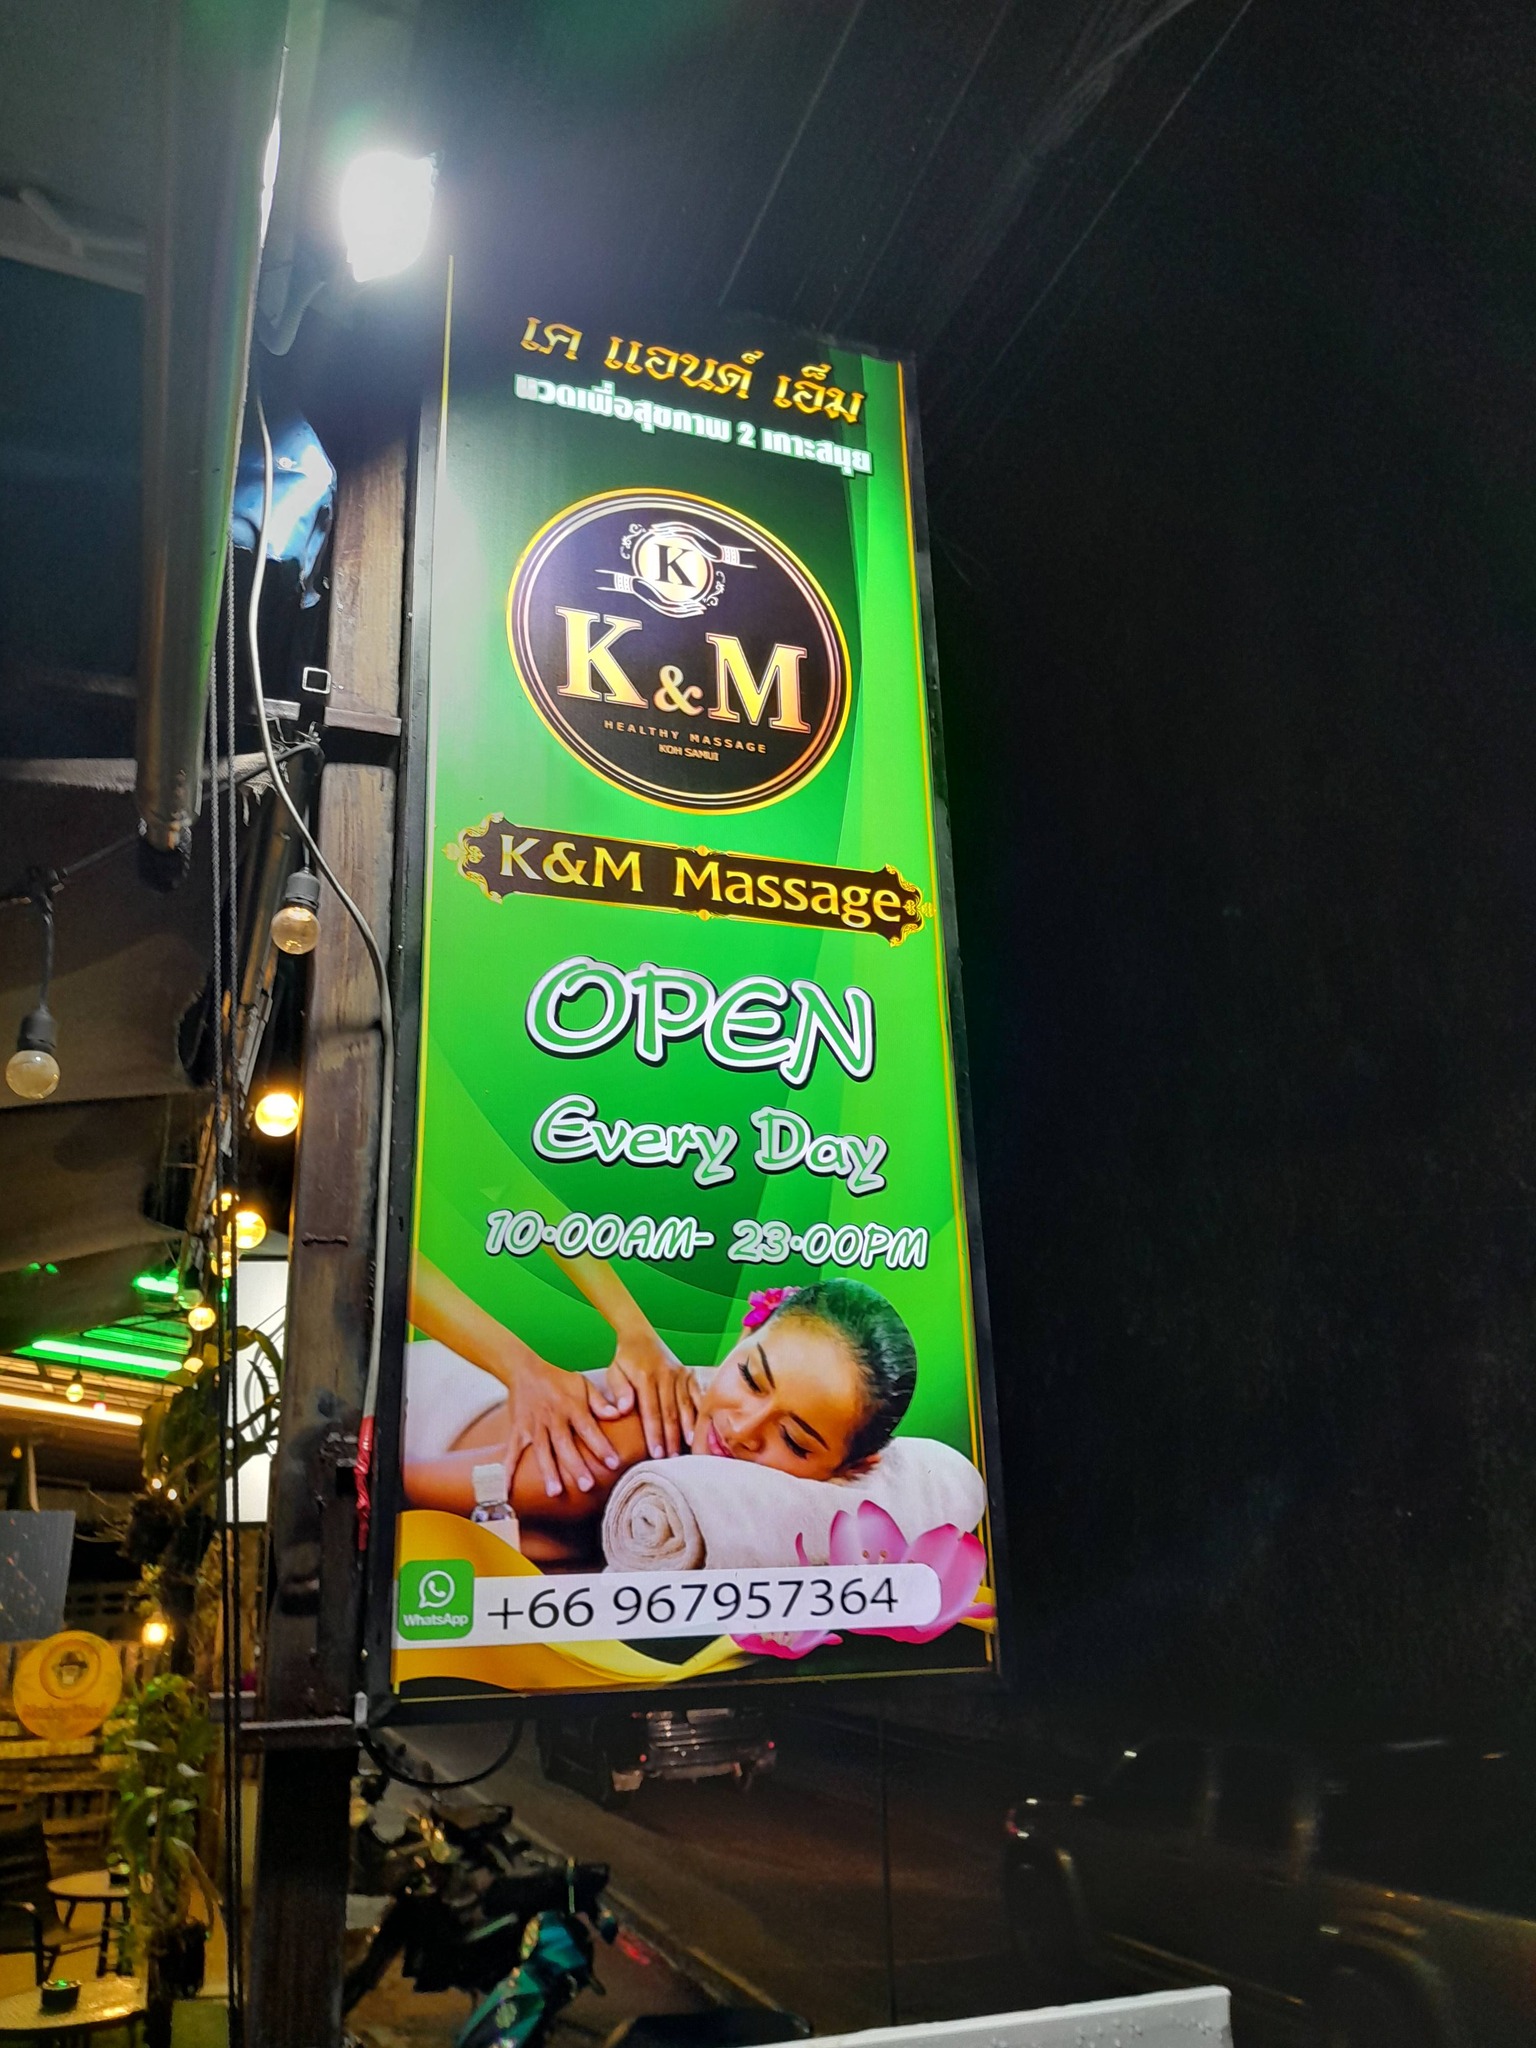 เค แอนด์ เอ็ม
นวดเพื่อสุขภาพ 2 เกาะสมุย
K
K&M
HEALTHY MASSAGE
KOH SAMUI
K&M Massage
OPEN
Every Day
10.00AM- 23.00PM
WhatsApp +66 967957364